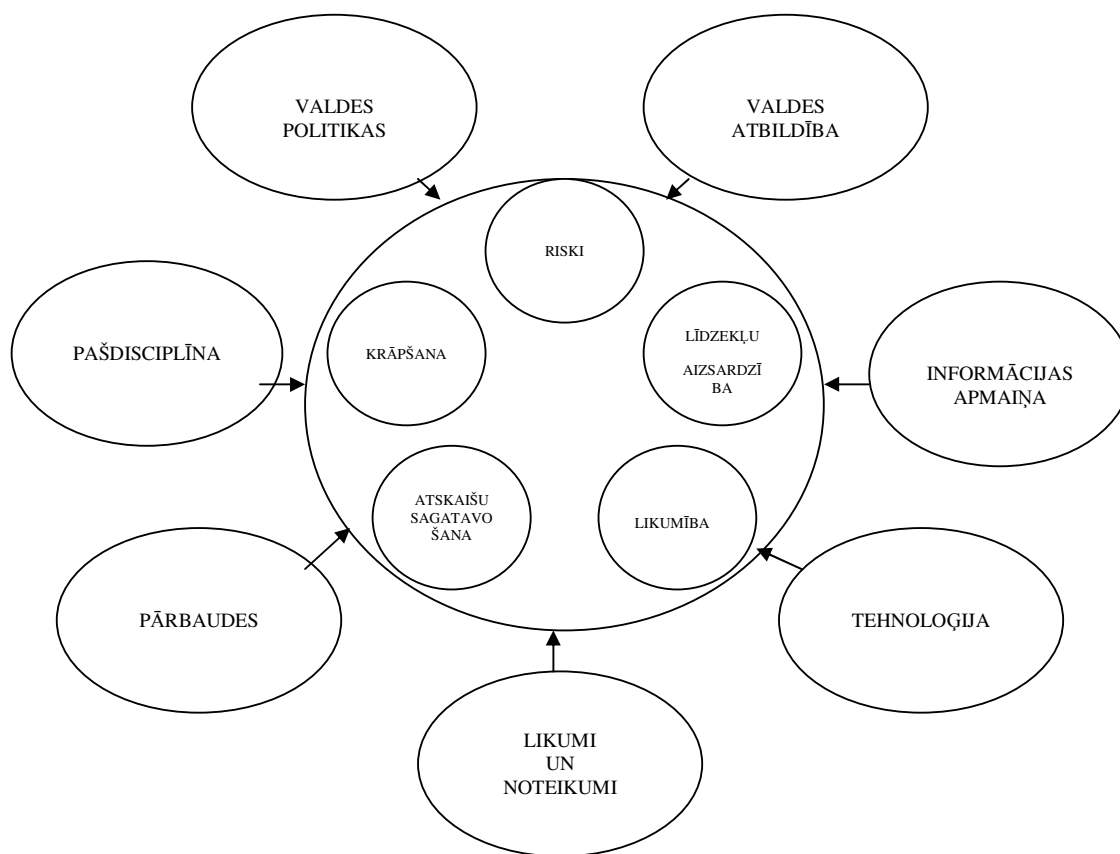 VALDES
POLITIKAS
VALDES
ATBILDĪBA
RISKI
PAŠDISCIPLĪNA
KRĀPŠANA
LĪDZEKĻU
AIZSARDZĪ
BA
INFORMĀCIJAS
APMAIŅA
ATSKAIŠU
SAGATAVO
ŠANA
LIKUMĪBA
PĀRBAUDES
TEHNOLOĢIJA
LIKUMI
UN
NOTEIKUMI